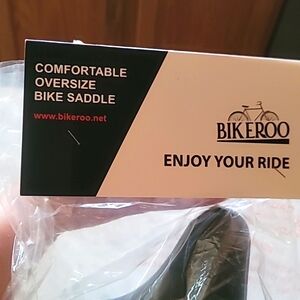 COMFORTABLE
OVERSIZE
BIKE SADDLE
www.bikeroo.net
BIKEROO
ENJOY YOUR RIDE